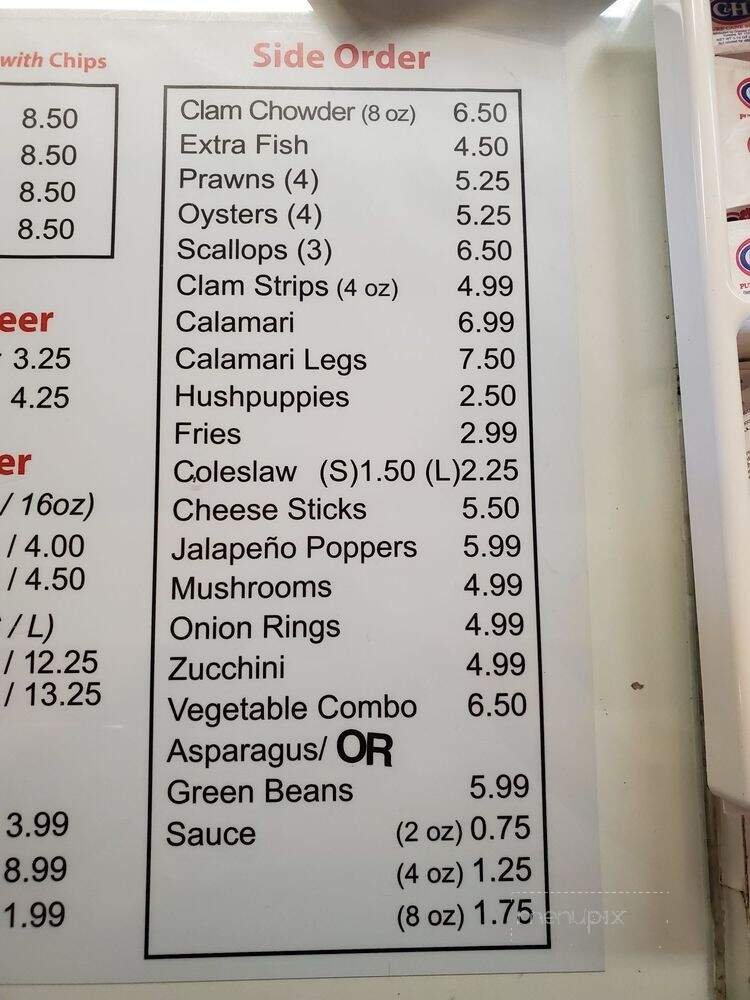 with Chips
8.50
8.50
8.50
8.50
eer
3.25
4.25
er
/ 16oz)
/ 4.00
/ 4.50
/ L)
/ 12.25
/ 13.25
3.99
8.99
1.99
Side Order
Clam Chowder (8 oz) 6.50
Extra Fish 4.50
Prawns (4) 5.25
Oysters (4) 5.25
Scallops (3) 6.50
Clam Strips (4 oz) 4.99
Calamari 6.99
Calamari Legs 7.50
Hushpuppies 2.50
Fries 2.99
Coleslaw (S)1.50 (L)2.25
Cheese Sticks 5.50
Jalapeño Poppers 5.99
Mushrooms 4.99
Onion Rings 4.99
Zucchini 4.99
Vegetable Combo 6.50
Asparagus/ OR
Green Beans 5.99
Sauce (2 oz) 0.75
(4 oz) 1.25
(8 oz) 1.75
menupix
C&H